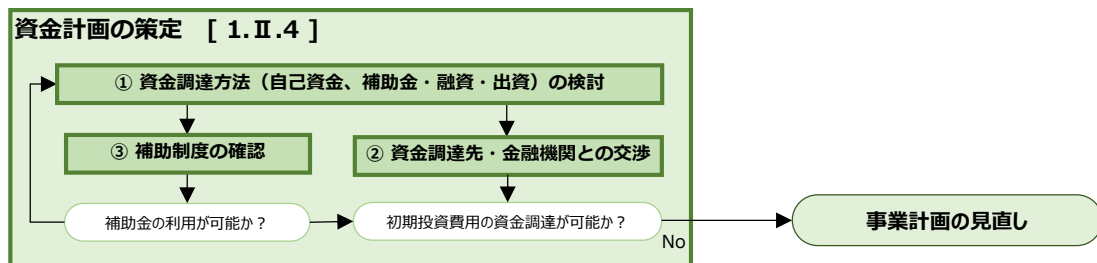 資金計画の策定 [ 1.Ⅱ.4 ]
① 資金調達方法（自己資金、補助金・融資・出資）の検討
③ 補助制度の確認
② 資金調達先・金融機関との交渉
補助金の利用が可能か？
初期投資費用の資金調達が可能か？
No
事業計画の見直し